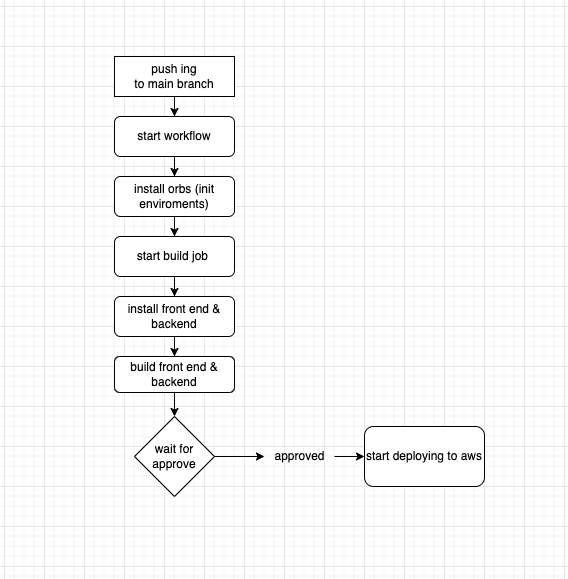 push ing
to main branch
start workflow
install orbs (init
enviroments)
start build job
install front end &
backend
build front end &
backend
wait for
approve
approved
start deploying to aws